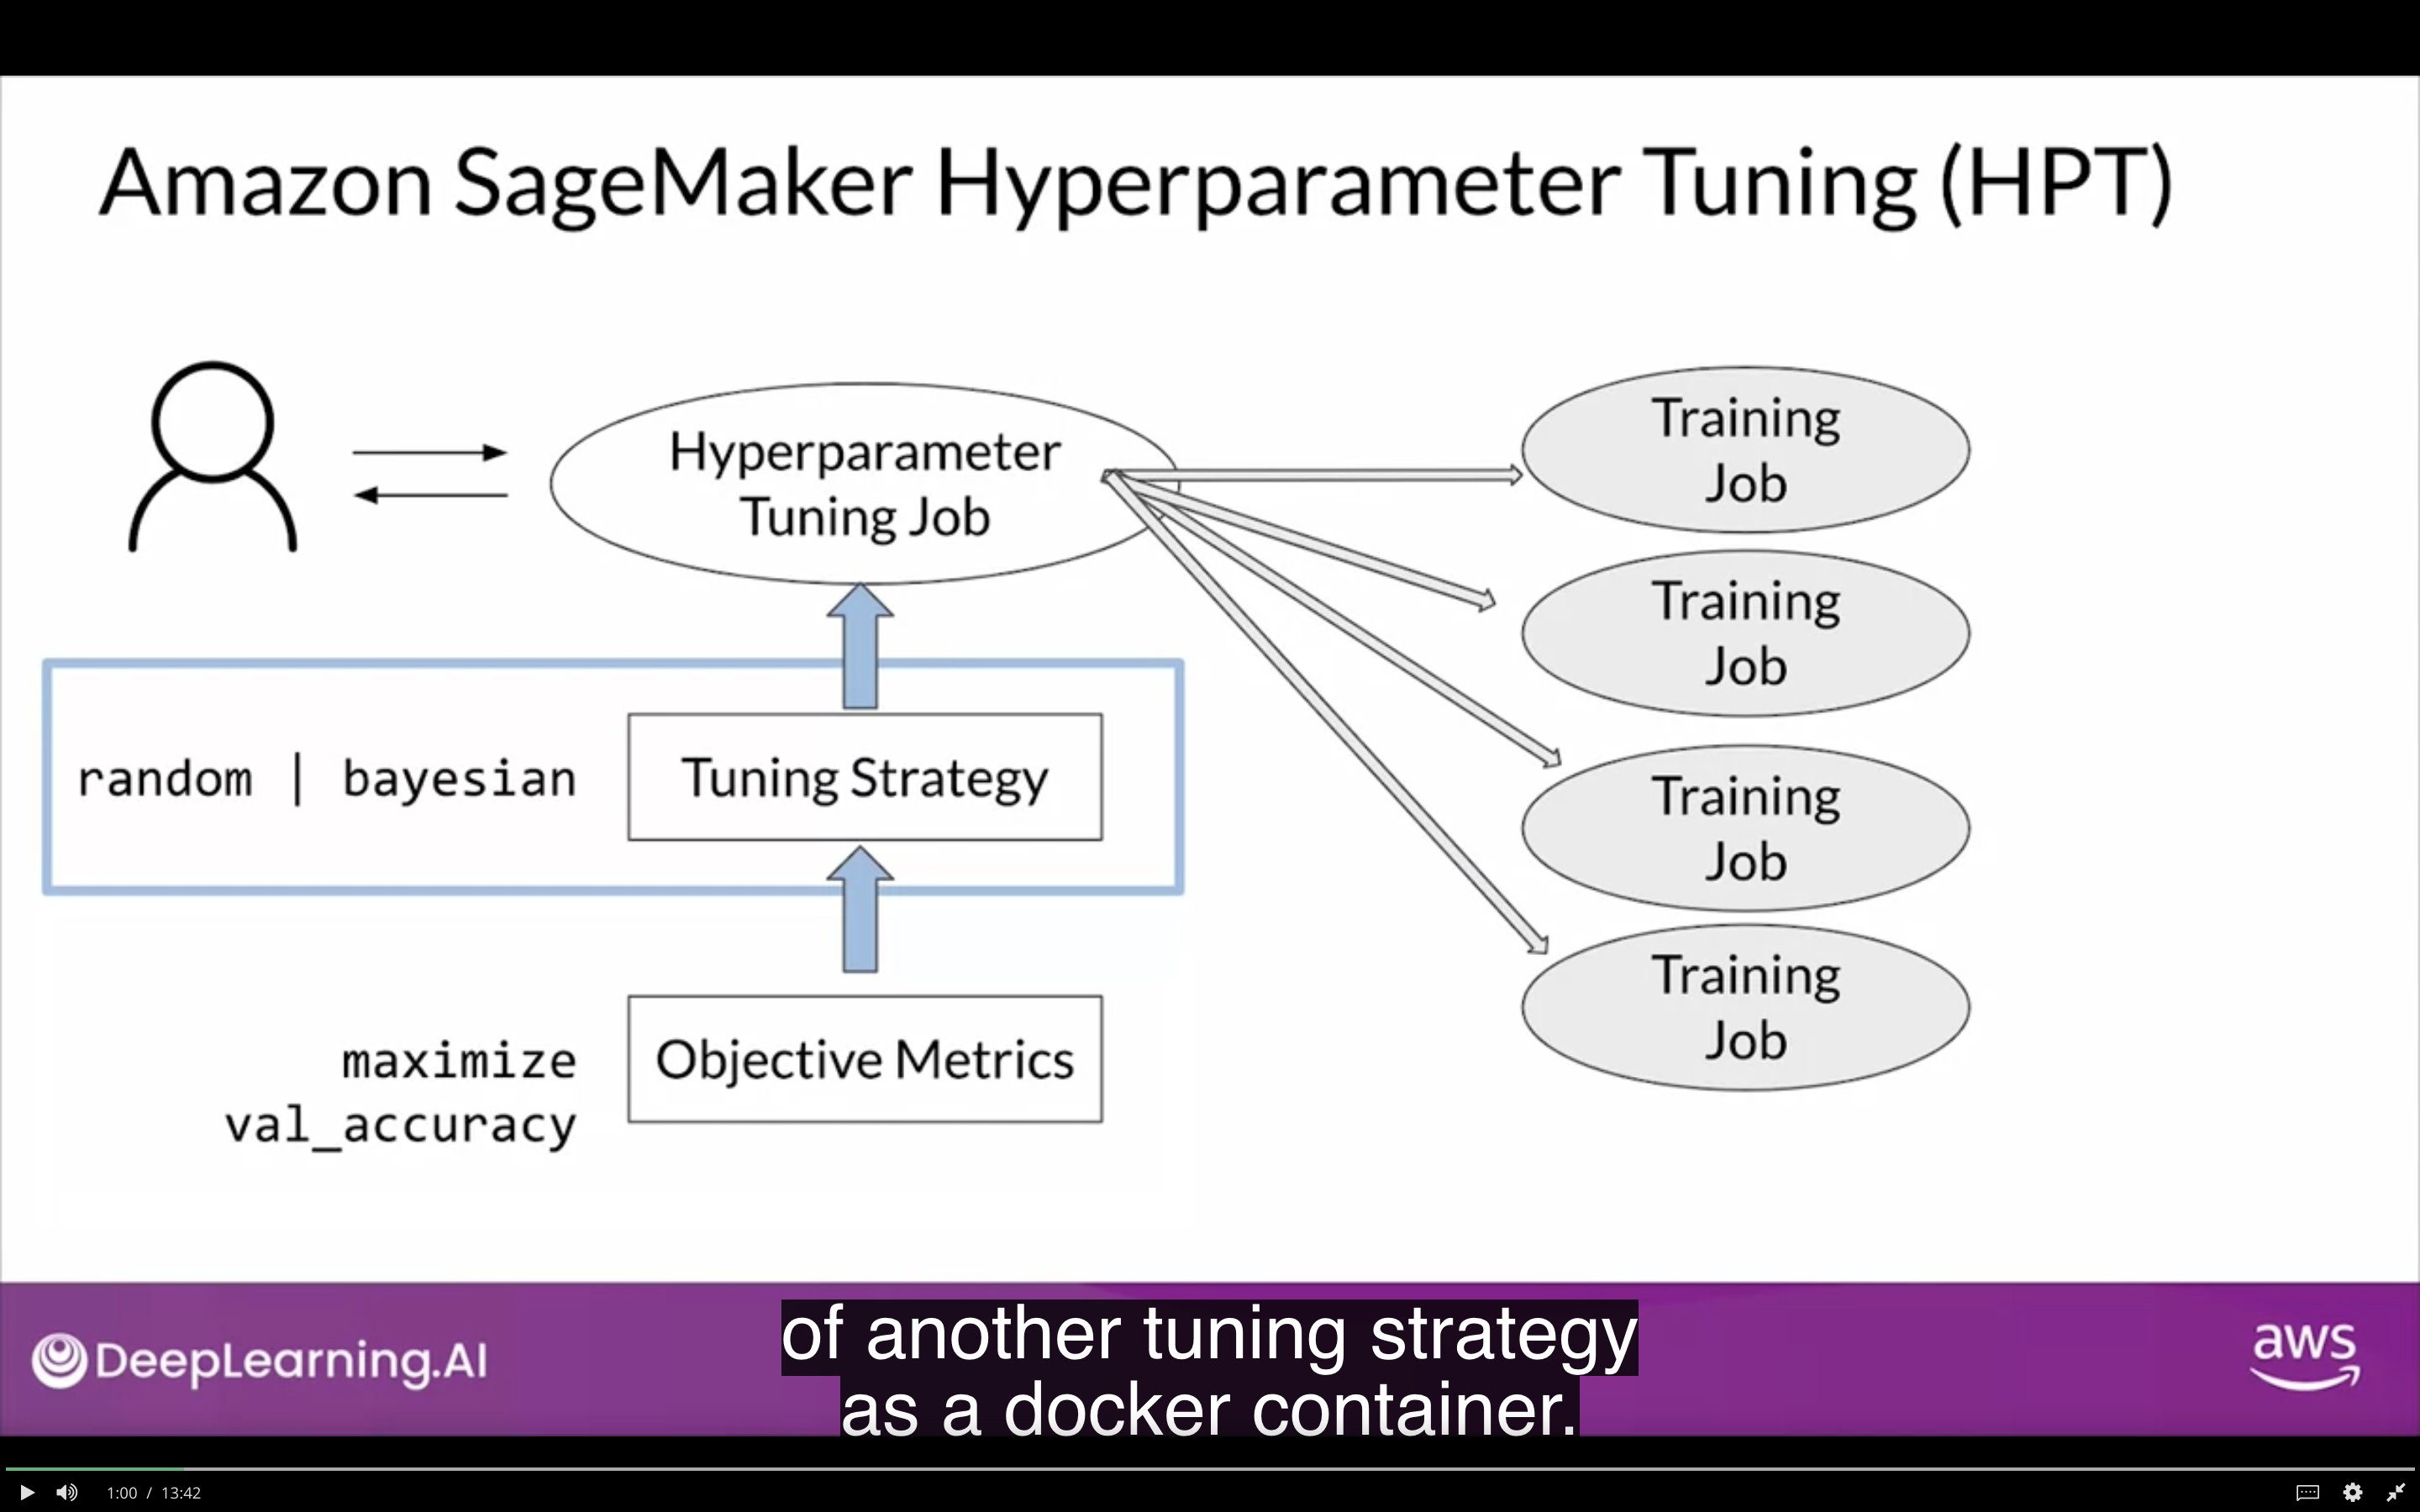 Amazon SageMaker Hyperparameter Tuning (HPT)
Hyperparameter
Tuning Job
Training
Job
Training
Job
random | bayesian
Tuning Strategy
Training
Job
maximize
val_accuracy
Objective Metrics
Training
Job
DeepLearning.AI
of another tuning strategy
as a docker container.
aws
1:00 / 13:42